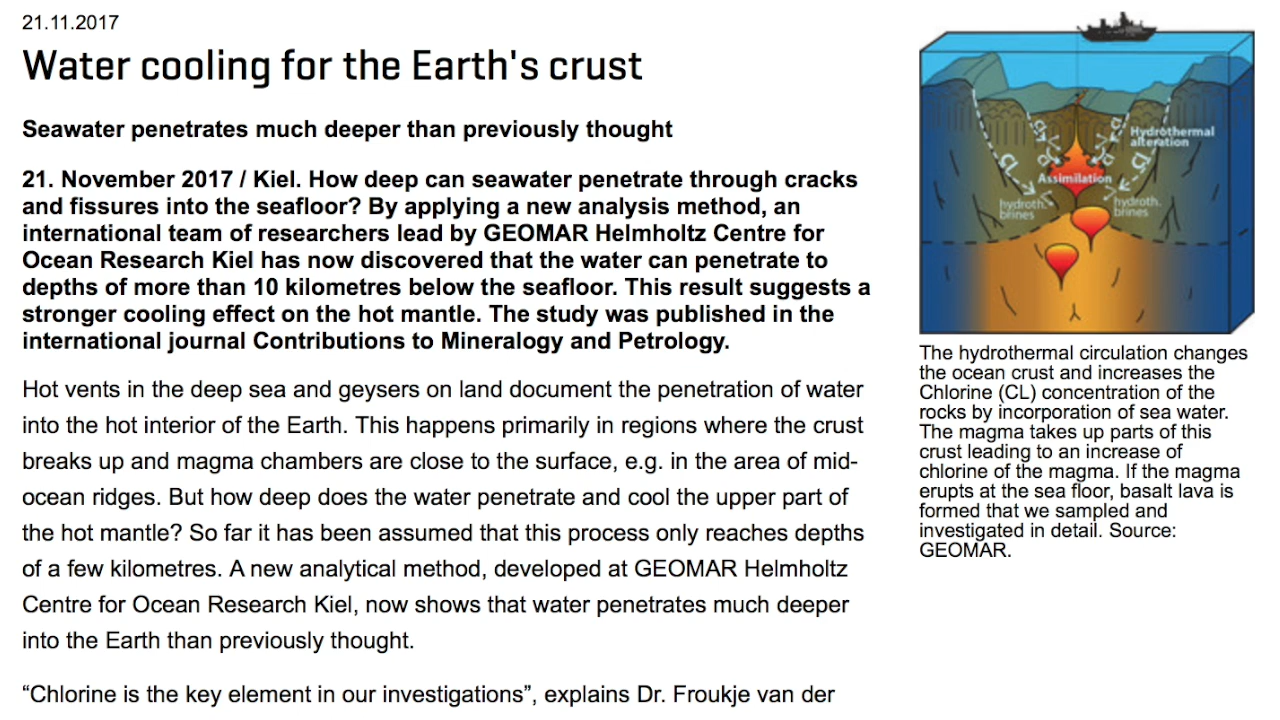 21.11.2017
Water cooling for the Earth's crust
Seawater penetrates much deeper than previously thought
21. November 2017 / Kiel. How deep can seawater penetrate through cracks
and fissures into the seafloor? By applying a new analysis method, an
international team of researchers lead by GEOMAR Helmholtz Centre for
Ocean Research Kiel has now discovered that the water can penetrate to
depths of more than 10 kilometres below the seafloor. This result suggests a
stronger cooling effect on the hot mantle. The study was published in the
international journal Contributions to Mineralogy and Petrology.
Hot vents in the deep sea and geysers on land document the penetration of water
into the hot interior of the Earth. This happens primarily in regions where the crust
breaks up and magma chambers are close to the surface, e.g. in the area of mid-
ocean ridges. But how deep does the water penetrate and cool the upper part of
the hot mantle? So far it has been assumed that this process only reaches depths
of a few kilometres. A new analytical method, developed at GEOMAR Helmholtz
Centre for Ocean Research Kiel, now shows that water penetrates much deeper
into the Earth than previously thought.
“Chlorine is the key element in our investigations”, explains Dr. Froukje van der
Hydrothermal
alteration
CL
CL
CL
CL
Assimilation
hydroth.
brines
hydroth.
brines
The hydrothermal circulation changes
the ocean crust and increases the
Chlorine (CL) concentration of the
rocks by incorporation of sea water.
The magma takes up parts of this
crust leading to an increase of
chlorine of the magma. If the magma
erupts at the sea floor, basalt lava is
formed that we sampled and
investigated in detail. Source:
GEOMAR.